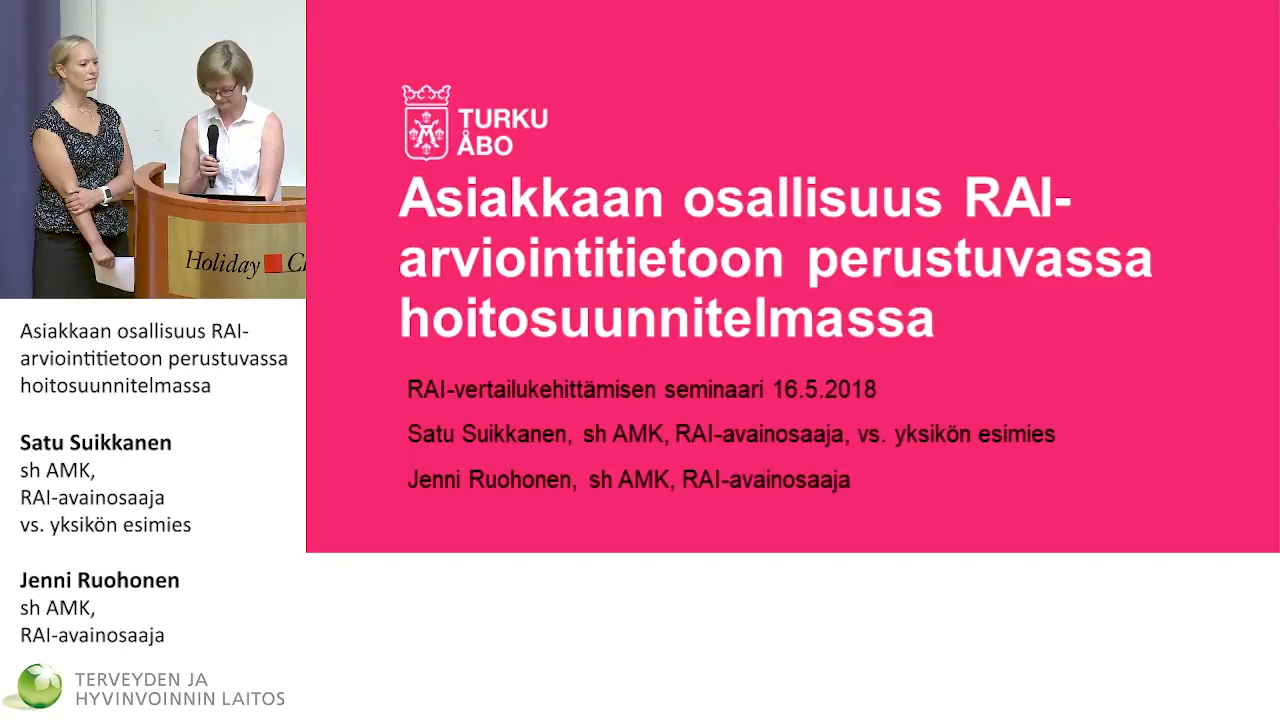 TURKU
ÅBO
Asiakkaan osallisuus RAI-
arviointitietoon perustuvassa
hoitosuunnitelmassa
RAI-vertailukehittämisen seminaari 16.5.2018
Satu Suikkanen, sh AMK, RAI-avainosaaja, vs. yksikön esimies
Jenni Ruohonen, sh AMK, RAI-avainosaaja
Holiday
Asiakkaan osallisuus RAI-
arviointitietoon perustuvassa
hoitosuunnitelmassa
Satu Suikkanen
sh AMK,
RAI-avainosaaja
vs. yksikön esimies
Jenni Ruohonen
sh AMK,
RAI-avainosaaja
TERVEYDEN JA
HYVINVOINNIN LAITOS